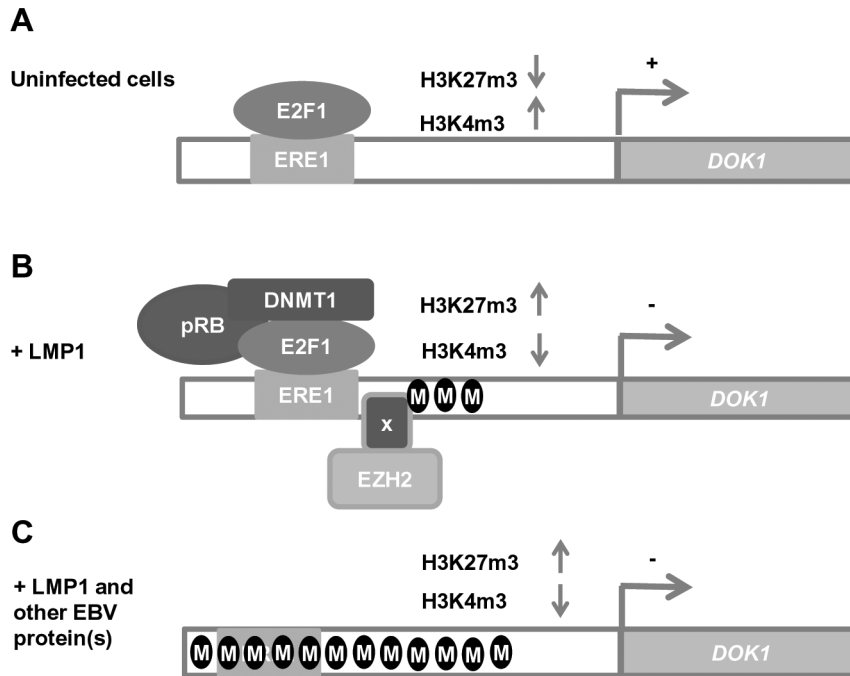 A
Uninfected cells
E2F1
ERE1
H3K27m3
H3K4m3
+
DOK1
B
+ LMP1
pRB
DNMT1
E2F1
ERE1
H3K27m3
H3K4m3
-
M M M
x
EZH2
DOK1
C
+ LMP1 and
other EBV
protein(s)
H3K27m3
H3K4m3
-
M M M M M M M M M M M M
DOK1